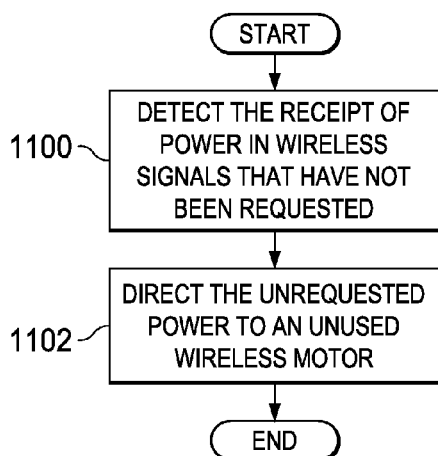 START
1100
DETECT THE RECEIPT OF
POWER IN WIRELESS
SIGNALS THAT HAVE NOT
BEEN REQUESTED
1102
DIRECT THE UNREQUESTED
POWER TO AN UNUSED
WIRELESS MOTOR
END